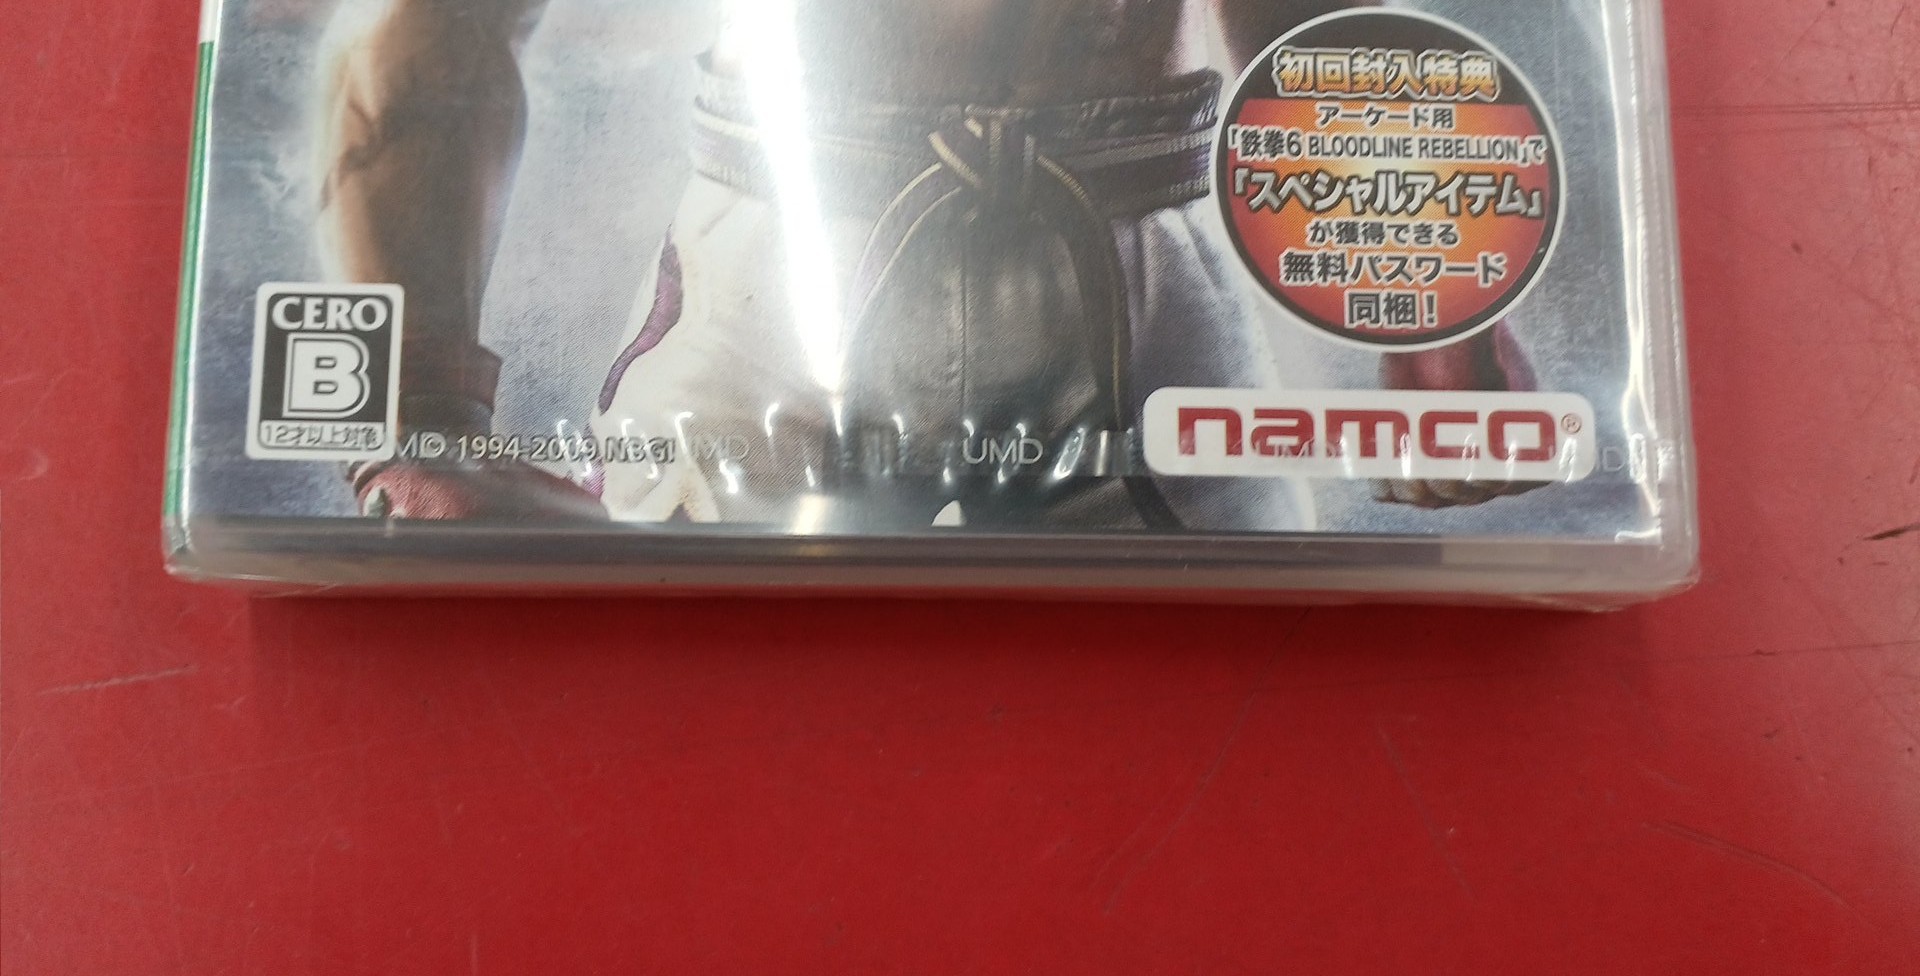 初回封入特典
アーケード用
「鉄拳6 BLOODLINE REBELLION」で
「スペシャルアイテム」
が獲得できる
無料パスワード
同梱！
CERO
B
12才以上対象
© 1994-2009 NBGI
UMD
UMD
UMD
namco®